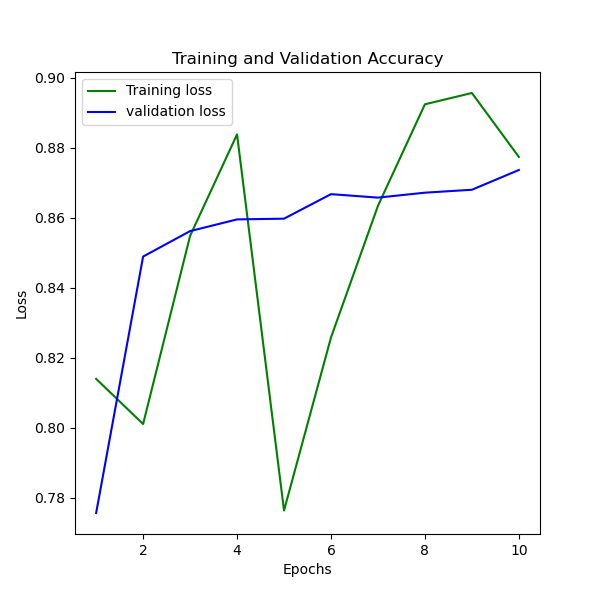 Training and Validation Accuracy
Training loss
validation loss
0.90
0.88
0.86
0.84
0.82
0.80
0.78
Loss
2 4 6 8 10
Epochs